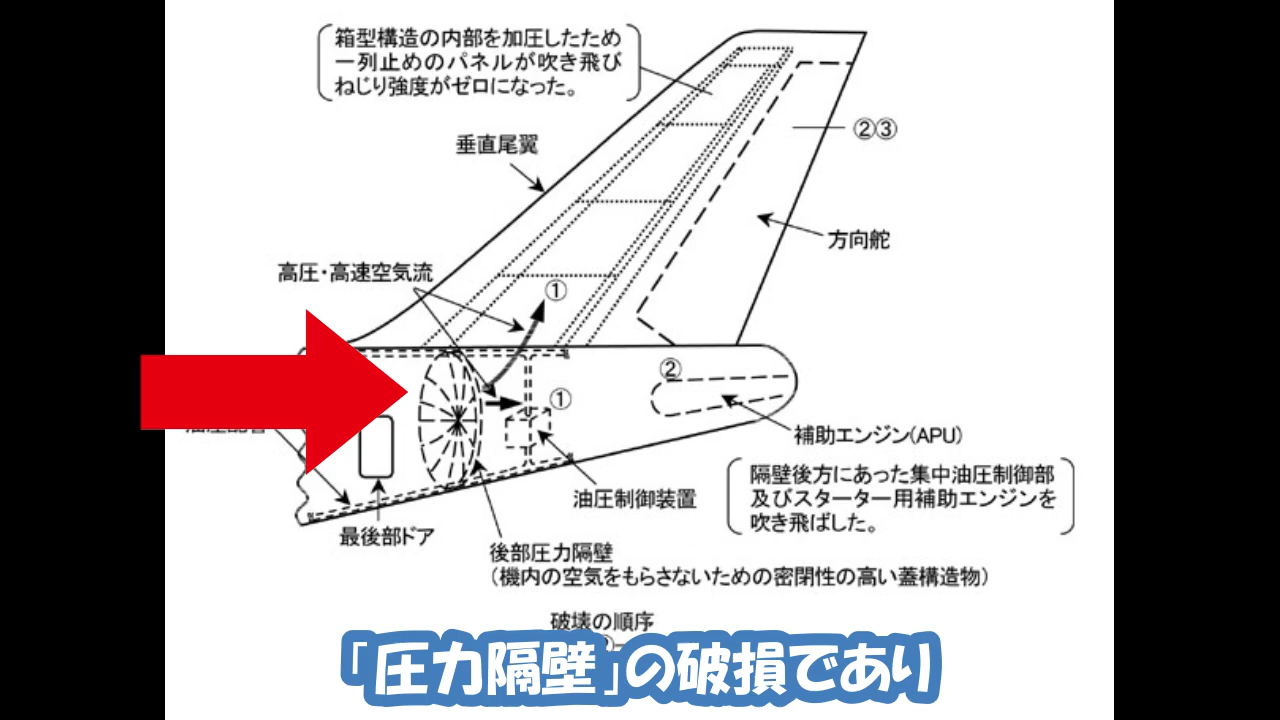 箱型構造の内部を加圧したため
一列止めのパネルが吹き飛び
ねじり強度がゼロになった。
②③
垂直尾翼
方向舵
高圧・高速空気流
①
②
①
補助エンジン(APU)
隔壁後方にあった集中油圧制御部
及びスターター用補助エンジンを
吹き飛ばした。
油圧制御装置
最後部ドア
後部圧力隔壁
(機内の空気をもらさないための密閉性の高い蓋構造物)
破壊の順序
「圧力隔壁」の破損であり